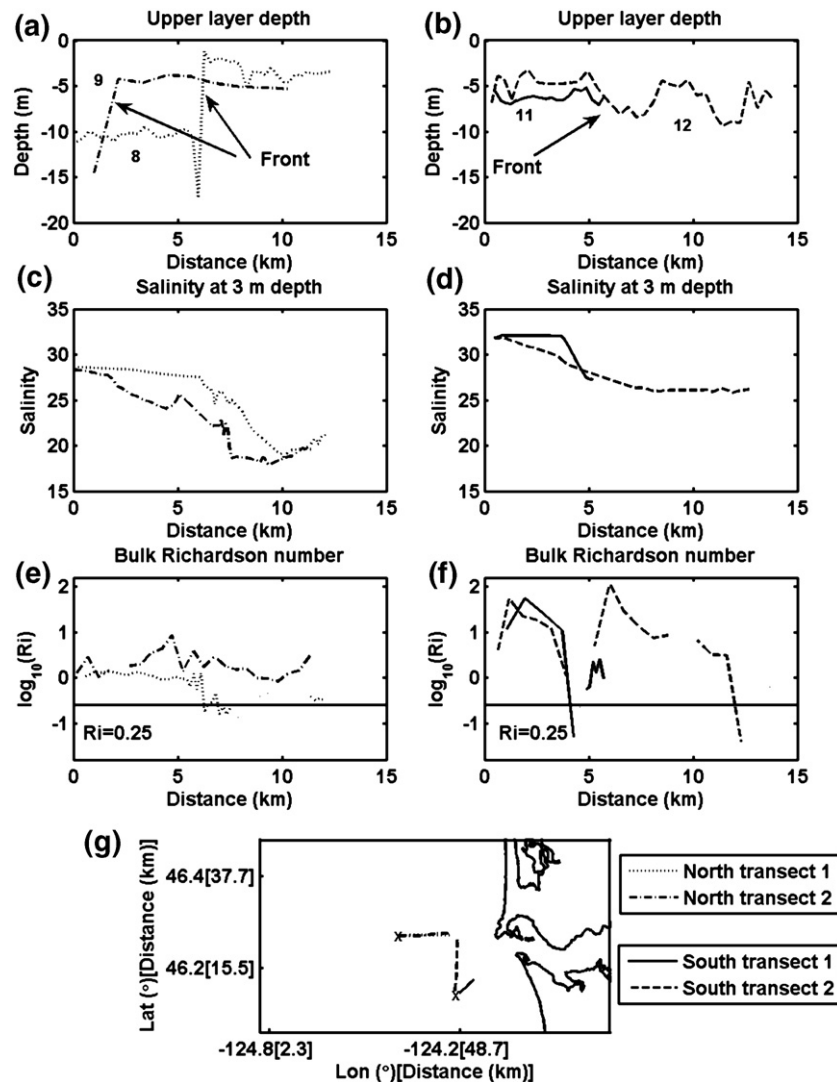 (a) Upper layer depth
0
-5
-10
-15
-20
Depth (m)
9
8
Front
0 5 10 15
Distance (km)
(b) Upper layer depth
0
-5
-10
-15
-20
Depth (m)
11
12
Front
0 5 10 15
Distance (km)
(c) Salinity at 3 m depth
35
30
25
20
15
Salinity
0 5 10 15
Distance (km)
(d) Salinity at 3 m depth
35
30
25
20
15
Salinity
0 5 10 15
Distance (km)
(e) Bulk Richardson number
2
1
0
-1
log10(Ri)
Ri=0.25
0 5 10 15
Distance (km)
(f) Bulk Richardson number
2
1
0
-1
log10(Ri)
Ri=0.25
0 5 10 15
Distance (km)
(g)
Lat (°)[Distance (km)]
46.4[37.7]
46.2[15.5]
X
X
-124.8[2.3] -124.2[48.7]
Lon (°)[Distance (km)]
North transect 1
North transect 2
South transect 1
South transect 2